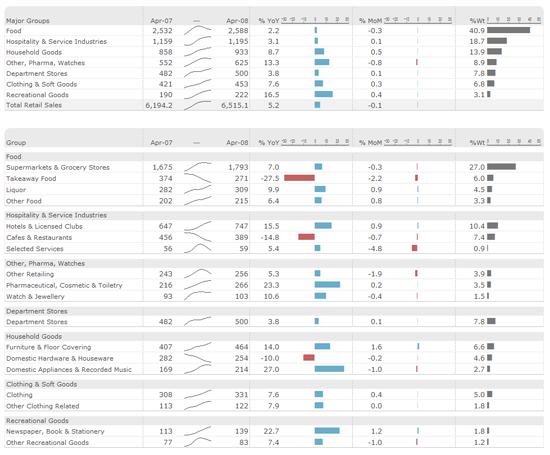 Major Groups Apr-07 — Apr-08 % YoY % MoM %Wt
Food 2,532 2,588 2.2 -0.3 40.9
Hospitality & Service Industries 1,159 1,195 3.1 0.1 18.7
Household Goods 858 933 8.7 0.5 13.9
Other, Pharma, Watches 552 625 13.3 -0.8 8.9
Department Stores 482 500 3.8 0.1 7.8
Clothing & Soft Goods 421 453 7.6 0.3 6.8
Recreational Goods 190 222 16.5 0.4 3.1
Total Retail Sales 6,194.2 6,515.1 5.2 -0.1
Group Apr-07 — Apr-08 % YoY % MoM %Wt
Food
Supermarkets & Grocery Stores 1,675 1,793 7.0 -0.3 27.0
Takeaway Food 374 271 -27.5 -2.2 6.0
Liquor 282 309 9.9 0.9 4.5
Other Food 202 215 6.4 0.8 3.3
Hospitality & Service Industries
Hotels & Licensed Clubs 647 747 15.5 0.9 10.4
Cafes & Restaurants 456 389 -14.8 -0.7 7.4
Selected Services 56 59 5.4 -4.8 0.9
Other, Pharma, Watches
Other Retailing 243 256 5.3 -1.9 3.9
Pharmaceutical, Cosmetic & Toiletry 216 266 23.3 0.2 3.5
Watch & Jewellery 93 103 10.6 -0.4 1.5
Department Stores
Department Stores 482 500 3.8 0.1 7.8
Household Goods
Furniture & Floor Covering 407 464 14.0 1.6 6.6
Domestic Hardware & Houseware 282 254 -10.0 -0.2 4.6
Domestic Appliances & Recorded Music 169 214 27.0 -1.0 2.7
Clothing & Soft Goods
Clothing 308 331 7.6 0.4 5.0
Other Clothing Related 113 122 7.9 0.0 1.8
Recreational Goods
Newspaper, Book & Stationery 113 139 22.7 1.2 1.8
Other Recreational Goods 77 83 7.4 -1.0 1.2